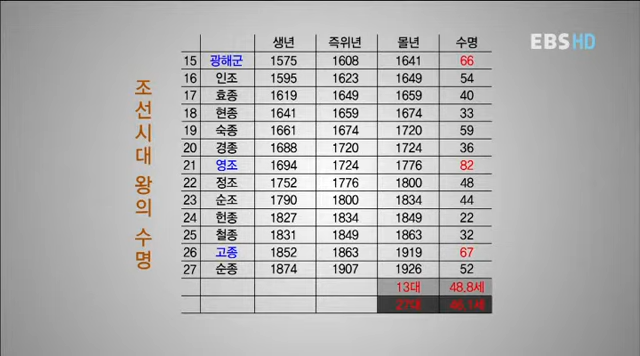 EBS HD
조선시대 왕의 수명
생년 즉위년 몰년 수명
15 광해군 1575 1608 1641 66
16 인조 1595 1623 1649 54
17 효종 1619 1649 1659 40
18 현종 1641 1659 1674 33
19 숙종 1661 1674 1720 59
20 경종 1688 1720 1724 36
21 영조 1694 1724 1776 82
22 정조 1752 1776 1800 48
23 순조 1790 1800 1834 44
24 헌종 1827 1834 1849 22
25 철종 1831 1849 1863 32
26 고종 1852 1863 1919 67
27 순종 1874 1907 1926 52
13대 48.8세
27대 46.1세